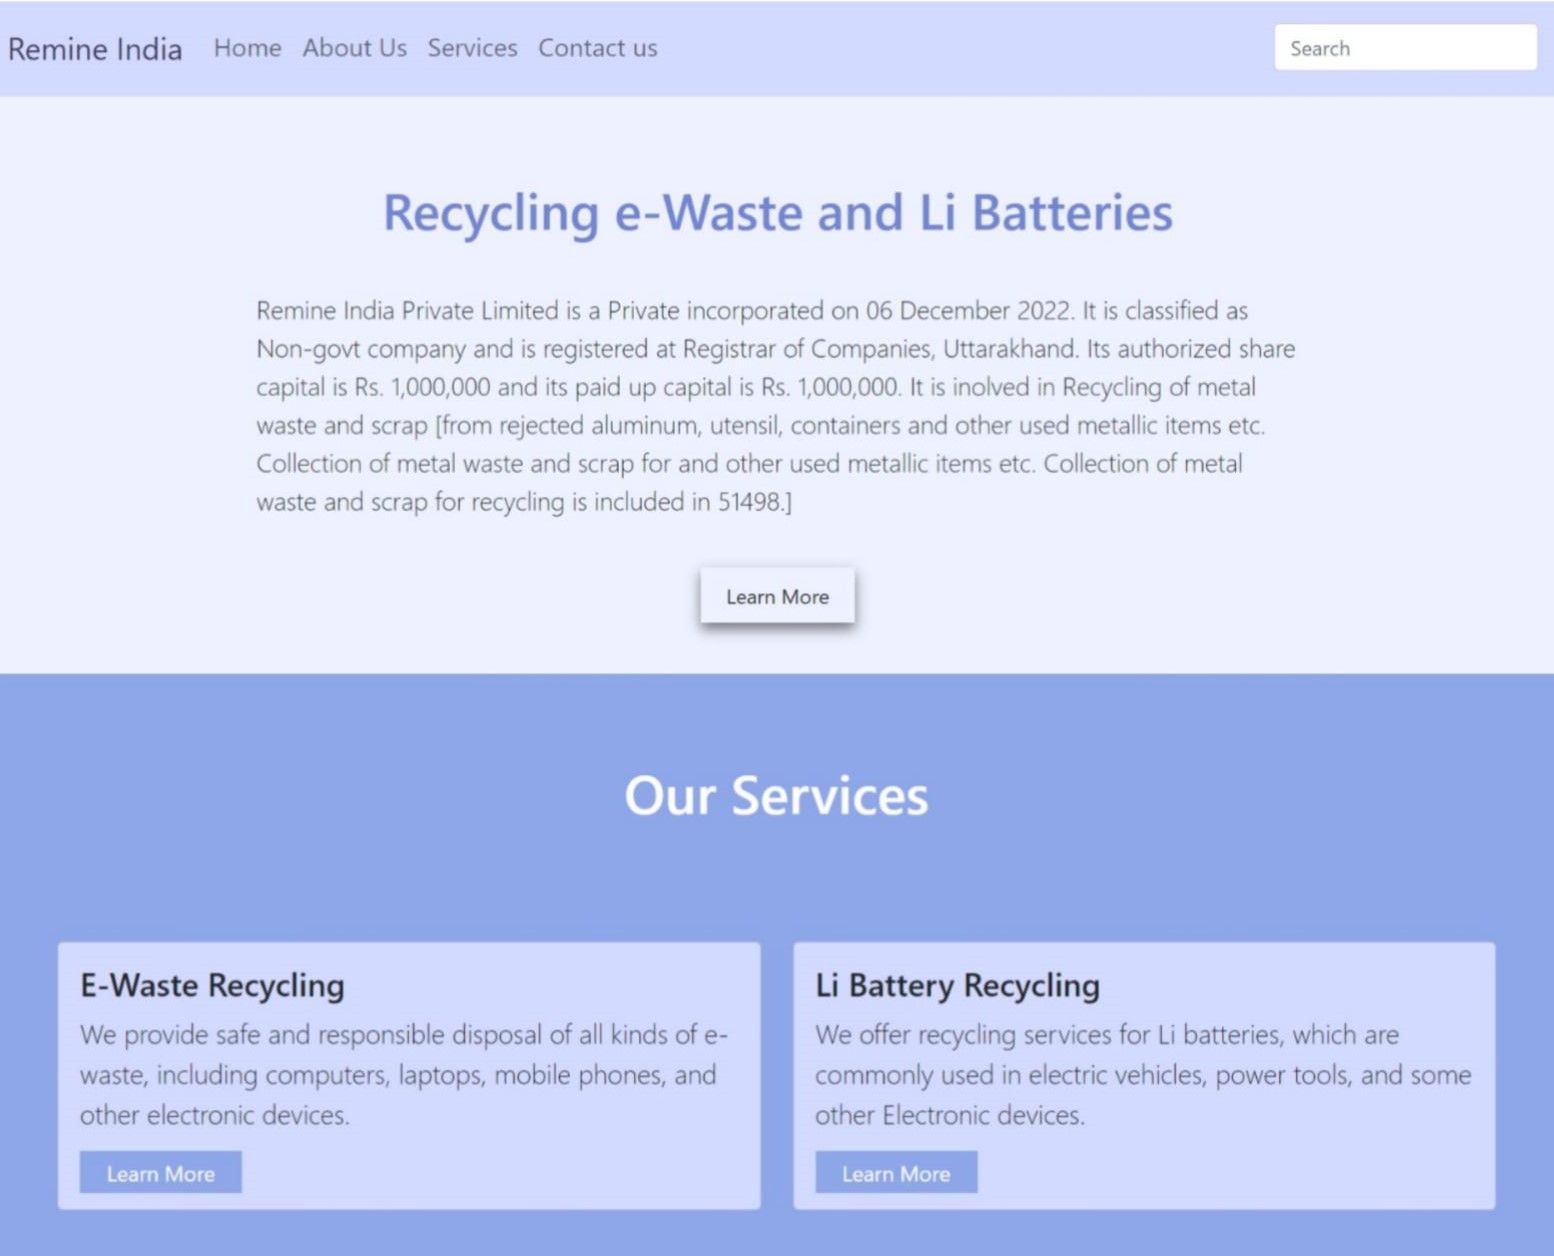 Remine India Home About Us Services Contact us Search
Recycling e-Waste and Li Batteries
Remine India Private Limited is a Private incorporated on 06 December 2022. It is classified as
Non-govt company and is registered at Registrar of Companies, Uttarakhand. Its authorized share
capital is Rs. 1,000,000 and its paid up capital is Rs. 1,000,000. It is inolved in Recycling of metal
waste and scrap [from rejected aluminum, utensil, containers and other used metallic items etc.
Collection of metal waste and scrap for and other used metallic items etc. Collection of metal
waste and scrap for recycling is included in 51498.]
Learn More
Our Services
E-Waste Recycling
We provide safe and responsible disposal of all kinds of e-
waste, including computers, laptops, mobile phones, and
other electronic devices.
Learn More
Li Battery Recycling
We offer recycling services for Li batteries, which are
commonly used in electric vehicles, power tools, and some
other Electronic devices.
Learn More